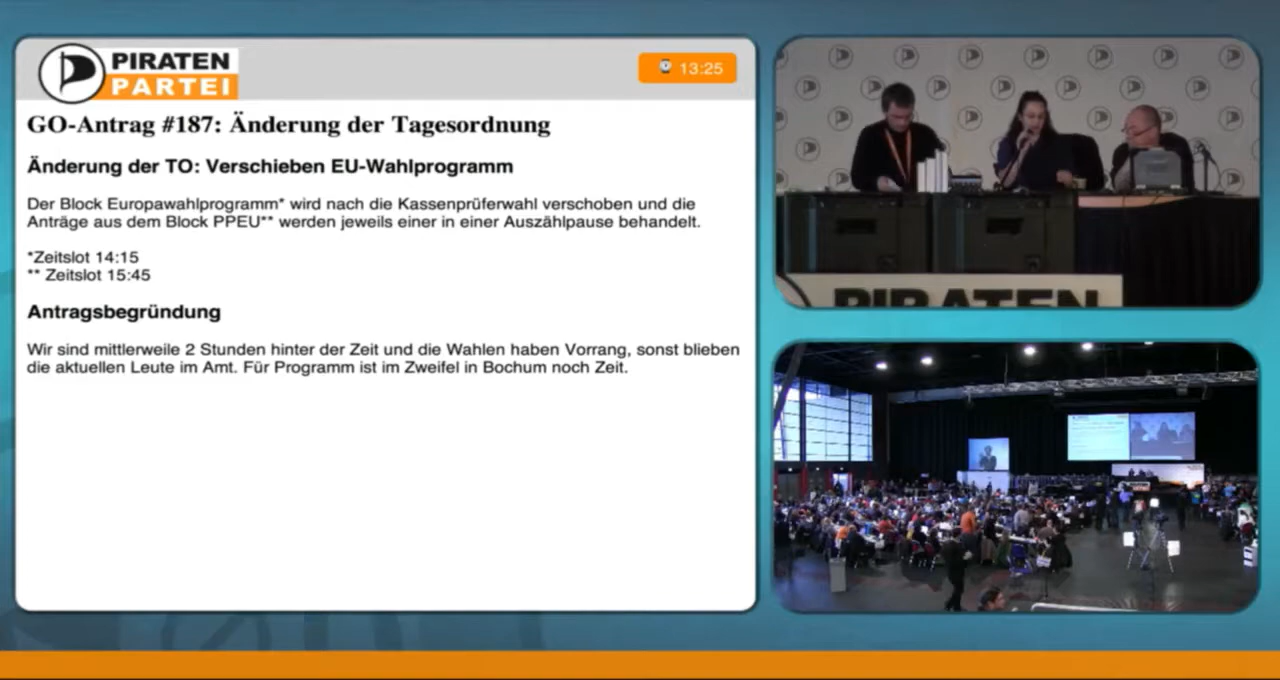 PIRATEN
PARTEI
13:25
GO-Antrag #187: Änderung der Tagesordnung
Änderung der TO: Verschieben EU-Wahlprogramm
Der Block Europawahlprogramm* wird nach die Kassenprüferwahl verschoben und die
Anträge aus dem Block PPEU** werden jeweils einer in einer Auszählpause behandelt.
*Zeitslot 14:15
** Zeitslot 15:45
Antragsbegründung
Wir sind mittlerweile 2 Stunden hinter der Zeit und die Wahlen haben Vorrang, sonst blieben
die aktuellen Leute im Amt. Für Programm ist im Zweifel in Bochum noch Zeit.
PIRATEN